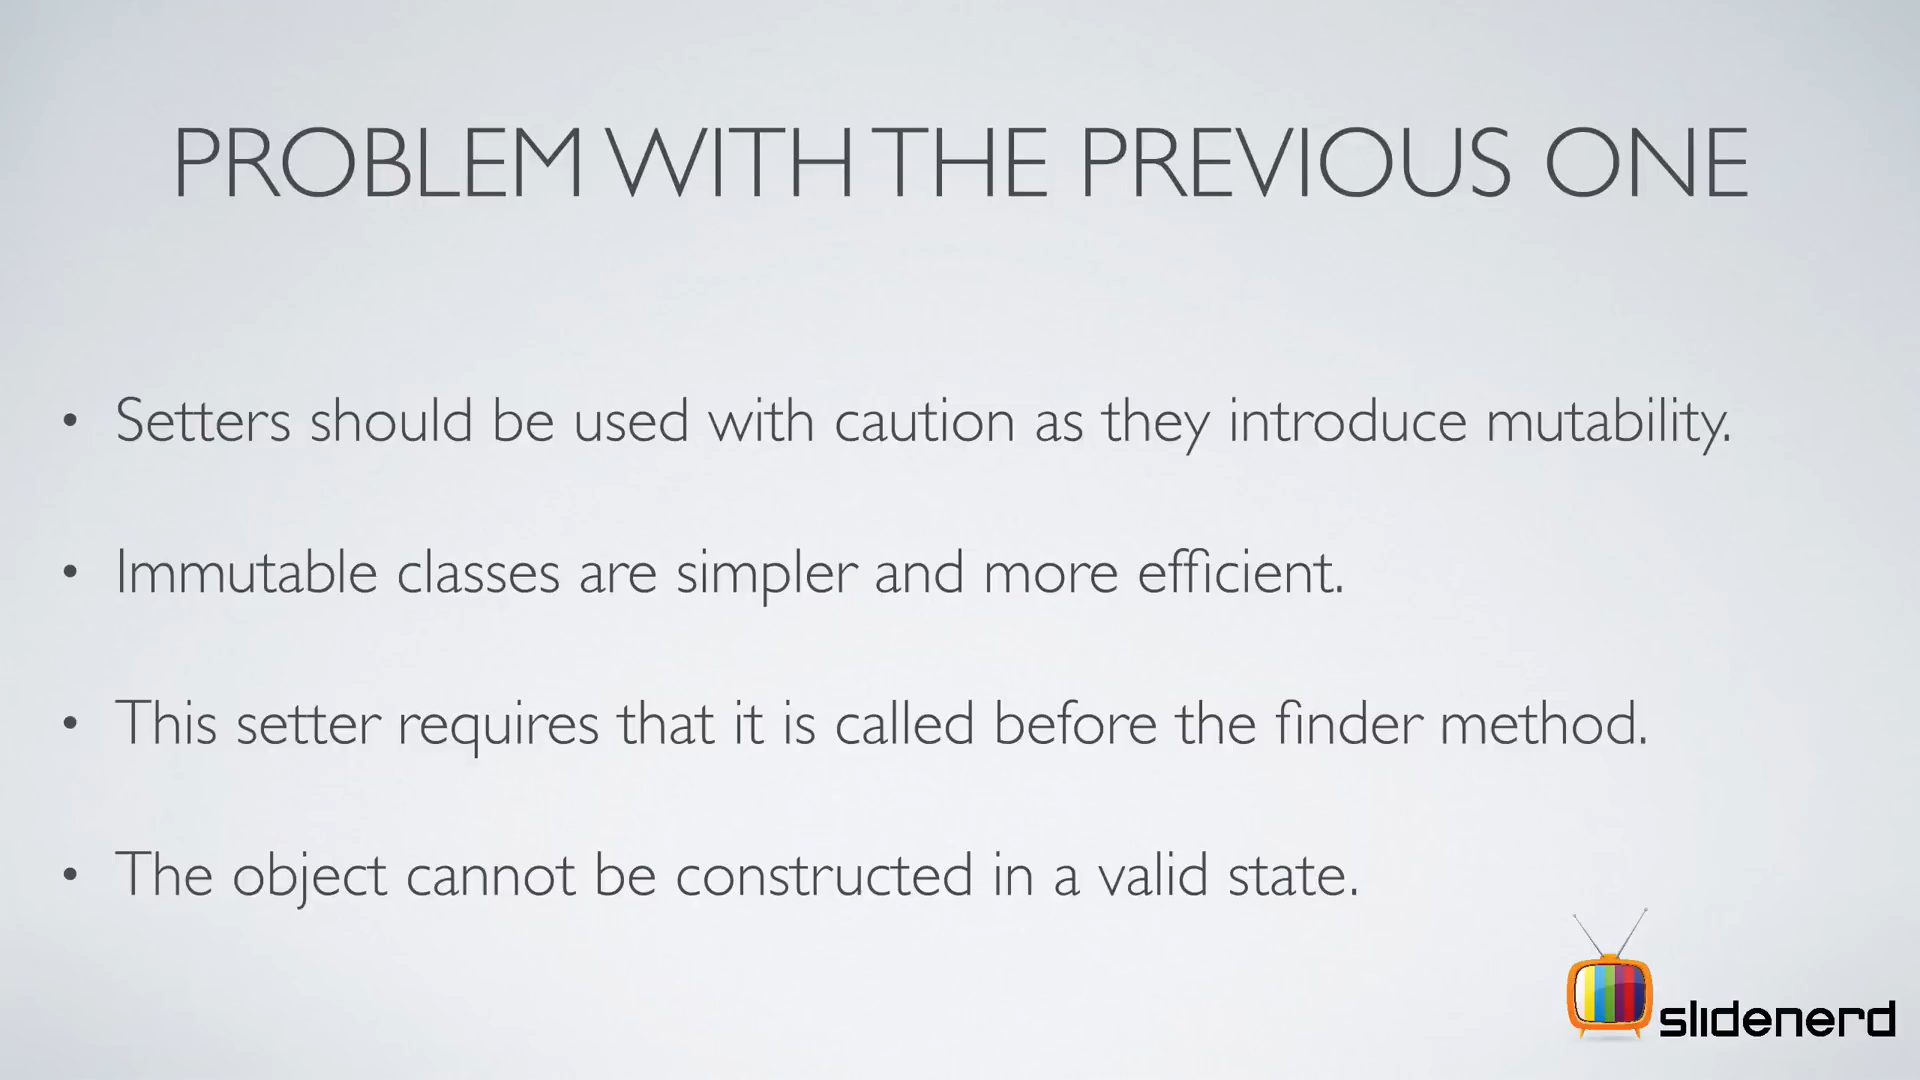 PROBLEM WITH THE PREVIOUS ONE
• Setters should be used with caution as they introduce mutability.
• Immutable classes are simpler and more efficient.
• This setter requires that it is called before the finder method.
• The object cannot be constructed in a valid state.
slidenerd